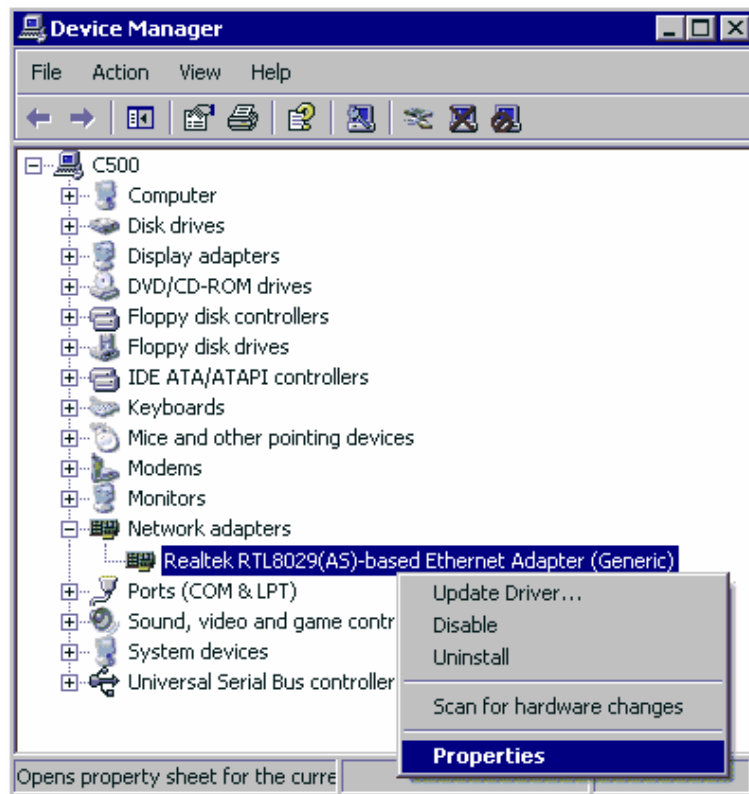 Device Manager
File Action View Help
C500
Computer
Disk drives
Display adapters
DVD/CD-ROM drives
Floppy disk controllers
Floppy disk drives
IDE ATA/ATAPI controllers
Keyboards
Mice and other pointing devices
Modems
Monitors
Network adapters
Realtek RTL8029(AS)-based Ethernet Adapter (Generic)
Ports (COM & LPT)
Sound, video and game contr
System devices
Universal Serial Bus controller
Update Driver...
Disable
Uninstall
Scan for hardware changes
Properties
Opens property sheet for the curre